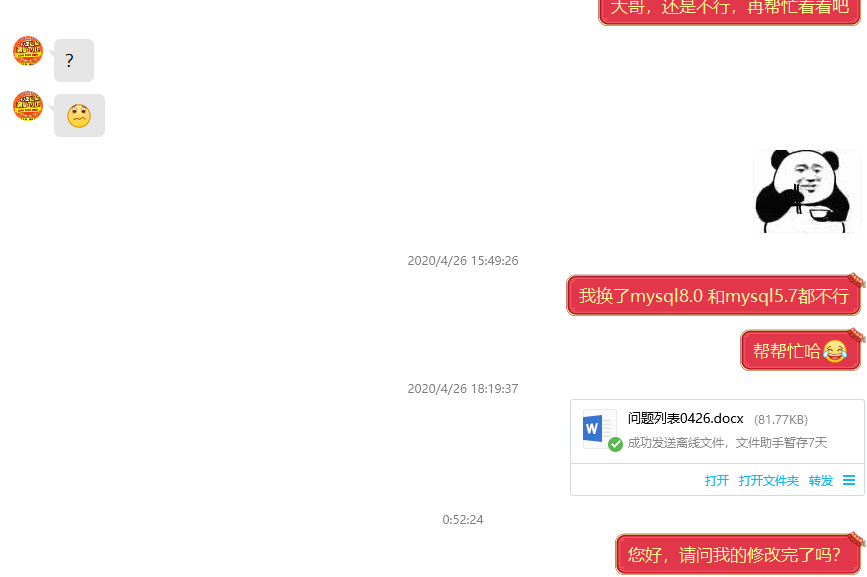 大哥，还是不行，再帮忙看看吧
?
2020/4/26 15:49:26
我换了mysql8.0 和mysql5.7都不行
帮帮忙哈
2020/4/26 18:19:37
问题列表0426.docx (81.77KB)
W
成功发送离线文件，文件助手暂存7天
打开 打开文件夹 转发
0:52:24
您好，请问我的修改完了吗?